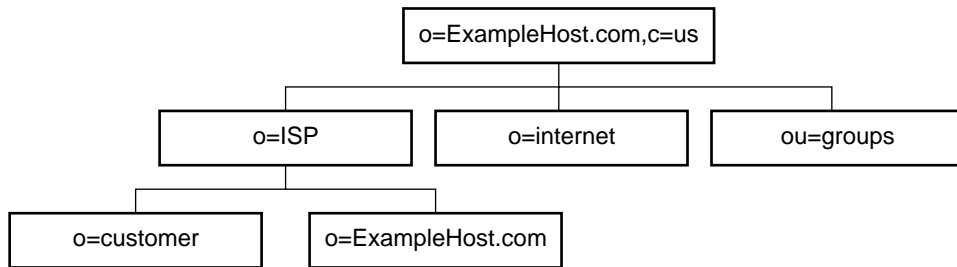 o=ExampleHost.com,c=us
o=ISP
o=internet
ou=groups
o=customer
o=ExampleHost.com